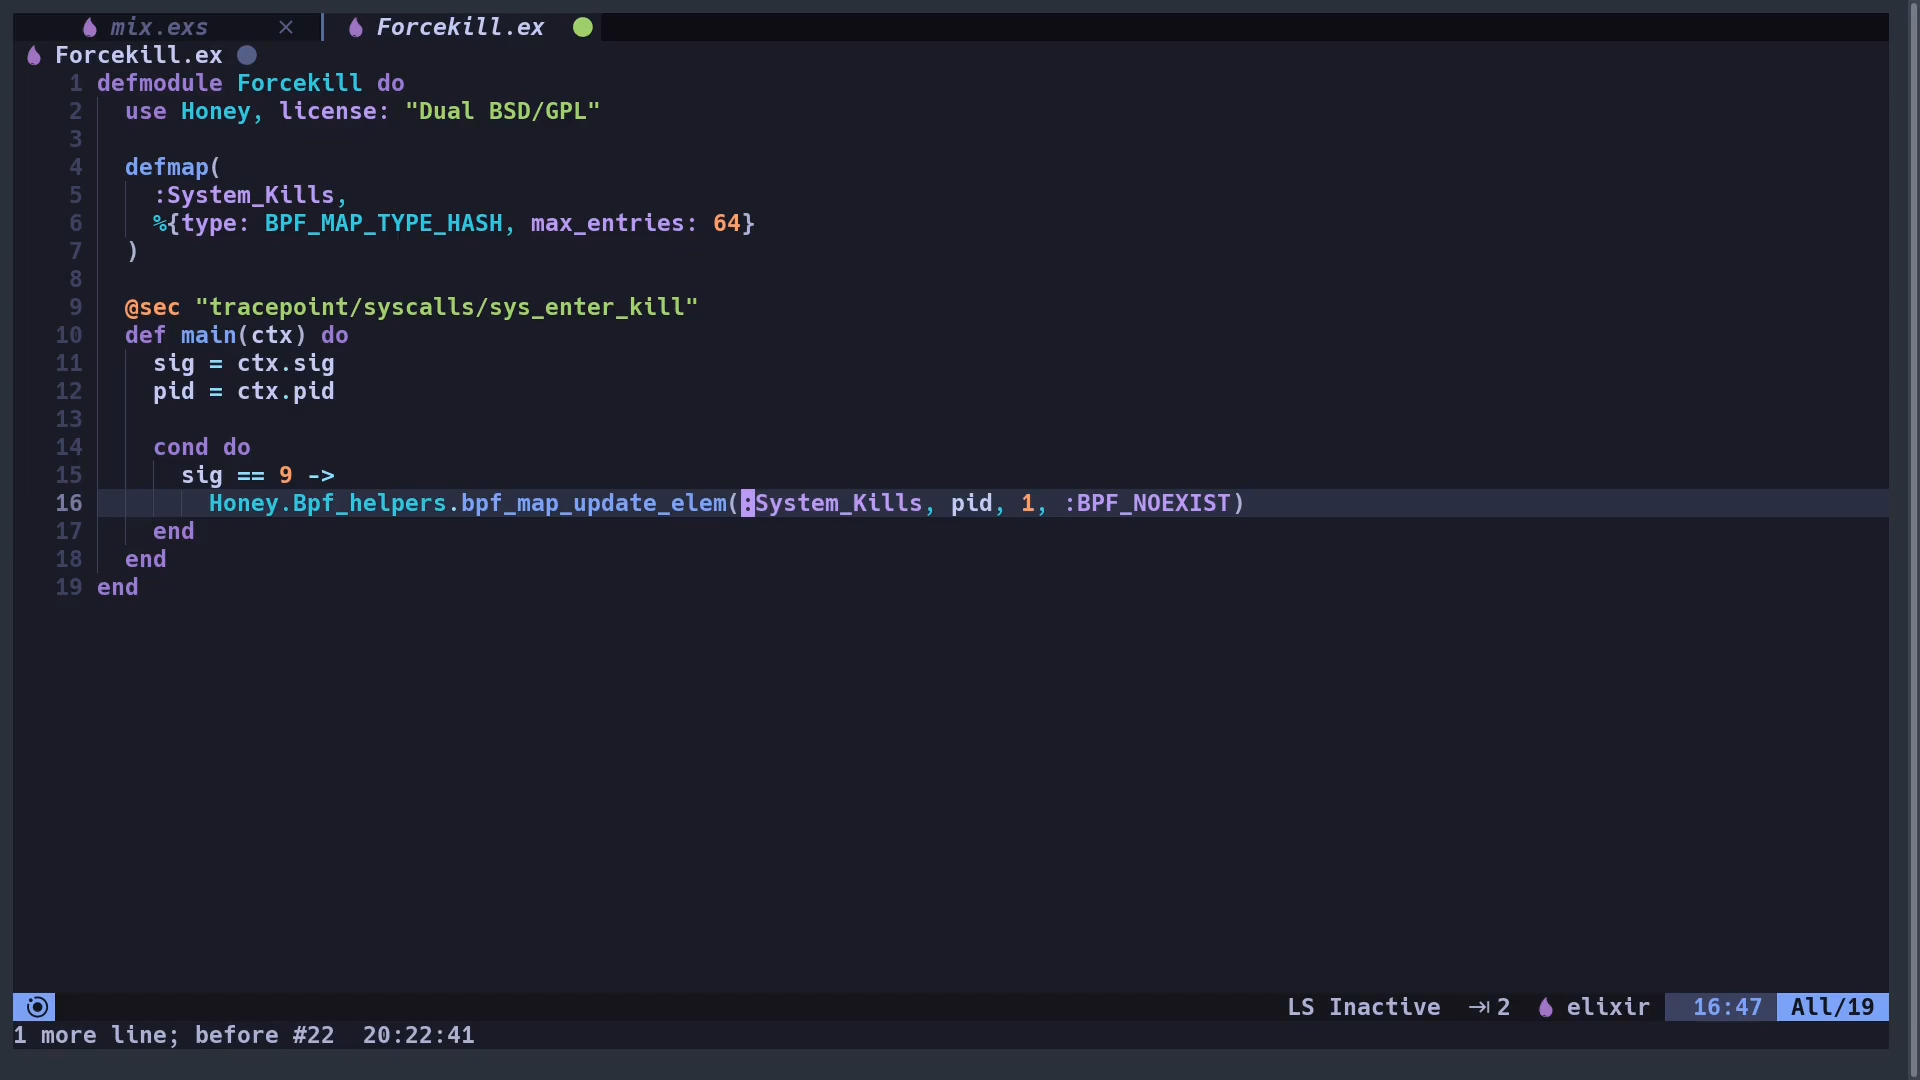 mix.exs × Forcekill.ex
Forcekill.ex
1 defmodule Forcekill do
2   use Honey, license: "Dual BSD/GPL"
3
4   defmap(
5     :System_Kills,
6     %{type: BPF_MAP_TYPE_HASH, max_entries: 64}
7   )
8
9   @sec "tracepoint/syscalls/sys_enter_kill"
10   def main(ctx) do
11     sig = ctx.sig
12     pid = ctx.pid
13
14     cond do
15       sig == 9 ->
16         Honey.Bpf_helpers.bpf_map_update_elem(:System_Kills, pid, 1, :BPF_NOEXIST)
17     end
18   end
19 end
LS Inactive 2 elixir 16:47 All/19
1 more line; before #22  20:22:41